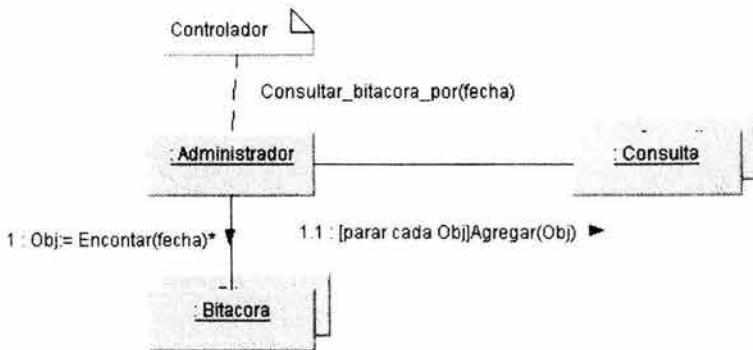 Controlador
Consultar_bitacora_por(fecha)
: Administrador
: Consulta
1 : Obj:= Encontar(fecha)*
1.1 : [parar cada Obj]Agregar(Obj)
: Bitacora